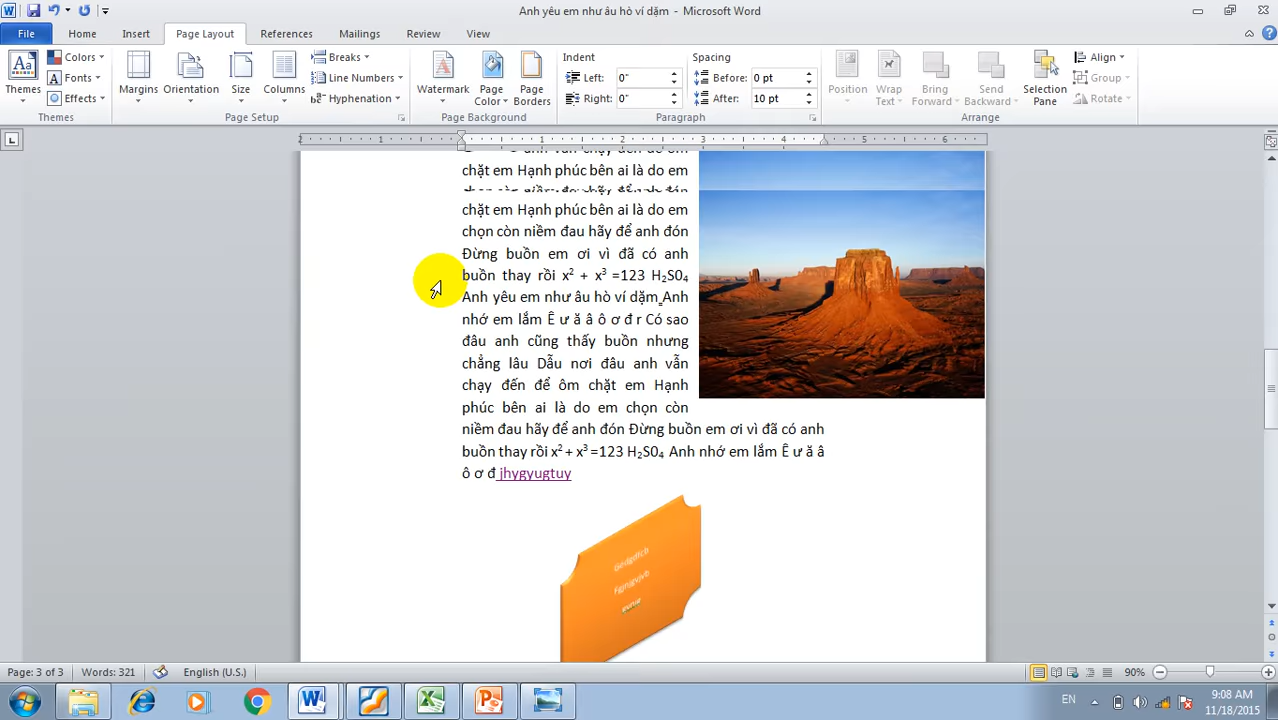 Anh yêu em như âu hò ví dặm - Microsoft Word
File Home Insert Page Layout References Mailings Review View
Themes Colors Fonts Effects Themes
Margins Orientation Size Columns Breaks Line Numbers Hyphenation Page Setup
Watermark Page Color Page Borders Page Background
Indent Left: 0" Right: 0" Spacing Before: 0 pt After: 10 pt Paragraph
Position Wrap Text Bring Forward Send Backward Selection Pane Align Group Rotate Arrange
2 1 1 2 3 4 5 6
chặt em Hạnh phúc bên ai là do em
chặt em Hạnh phúc bên ai là do em
chọn còn niềm đau hãy để anh đón
Đừng buồn em ơi vì đã có anh
buồn thay rồi x² + x³ =123 H₂S0₄
Anh yêu em như âu hò ví dặm Anh
nhớ em lắm Ê ư ă â ô ơ đ r Có sao
đâu anh cũng thấy buồn nhưng
chẳng lâu Dẫu nơi đâu anh vẫn
chạy đến để ôm chặt em Hạnh
phúc bên ai là do em chọn còn
niềm đau hãy để anh đón Đừng buồn em ơi vì đã có anh
buồn thay rồi x² + x³ =123 H₂S0₄ Anh nhớ em lắm Ê ư ă â
ô ơ đ jhygyugtuy
Page: 3 of 3 Words: 321 English (U.S.) 90%
EN 9:08 AM
11/18/2015